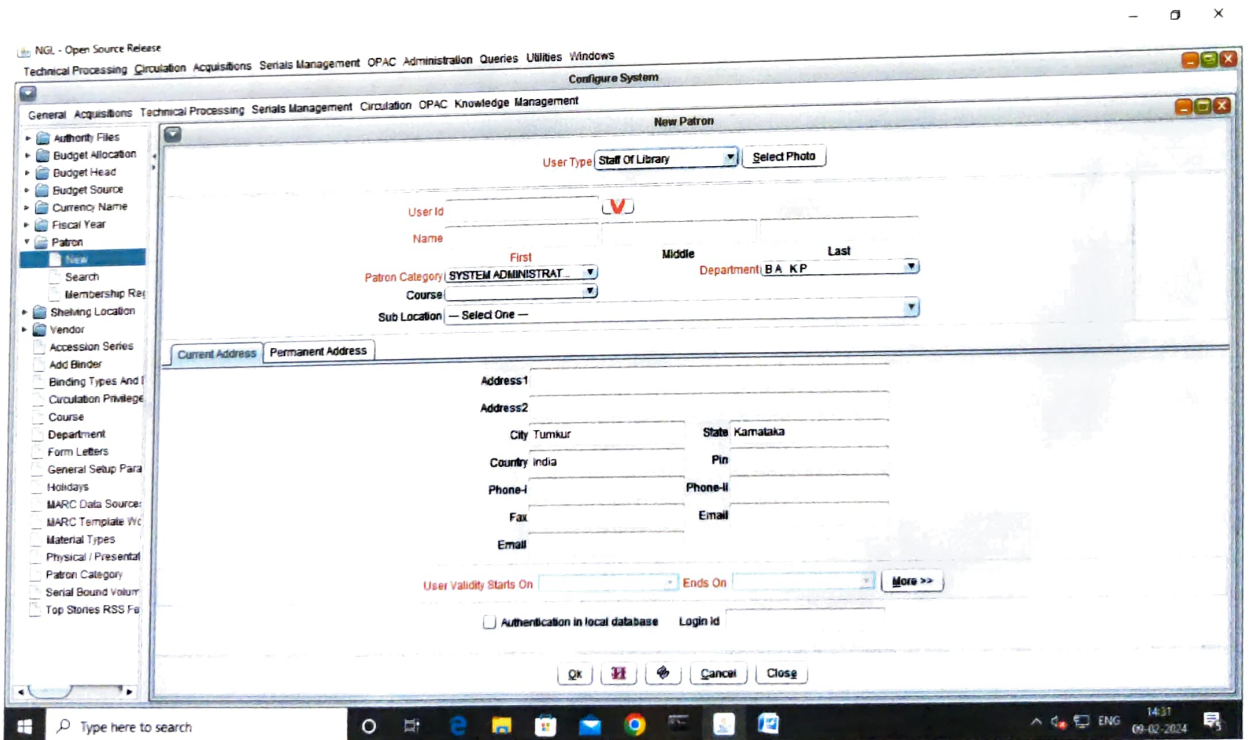 NGL - Open Source Release
Technical Processing Circulation Acquisitions Serials Management OPAC Administration Queries Utilities Windows
Configure System
General Acquisitions Technical Processing Serials Management Circulation OPAC Knowledge Management
New Patron
Authority Files
Budget Allocation
Budget Head
Budget Source
Currency Name
Fiscal Year
Patron
New
Search
Membership Reg
Shelving Location
Vendor
Accession Series
Add Binder
Binding Types And
Circulation Privilege
Course
Department
Form Letters
General Setup Para
Holidays
MARC Data Source
MARC Template Wo
Material Types
Physical / Presentat
Patron Category
Serial Bound Volum
Top Stories RSS Fe
User Type Staff Of Library Select Photo
User Id
Name
First Middle Last
Patron Category SYSTEM ADMINISTRAT... Department B A K P
Course
Sub Location --- Select One ---
Current Address Permanent Address
Address1
Address2
City Tumkur State Karnataka
Country India Pin
Phone-I Phone-II
Fax Email
Email
User Validity Starts On Ends On More >>
Authentication in local database Login id
Ok Cancel Close
Type here to search
ENG 14:31
09-02-2024